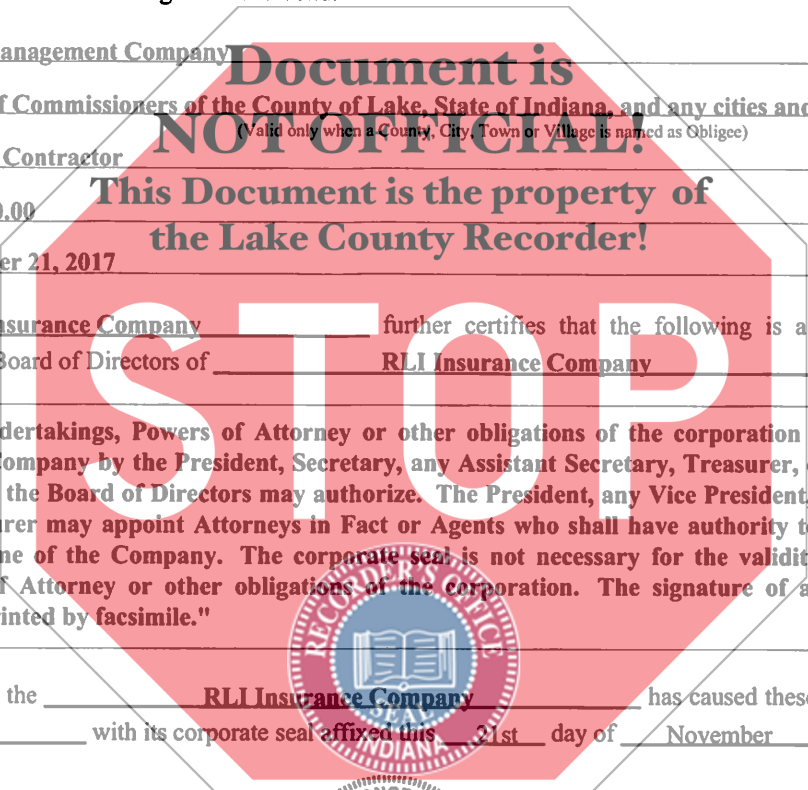 anagement Company
Document is
f Commissioners of the County of Lake, State of Indiana, and any cities and
NOT OFFICIAL!
(Valid only when a County, City, Town or Village is named as Obligee)
Contractor
This Document is the property of
0.00
the Lake County Recorder!
er 21, 2017
STOP
nsurance Company further certifies that the following is a
Board of Directors of RLI Insurance Company
dertakings, Powers of Attorney or other obligations of the corporation
ompany by the President, Secretary, any Assistant Secretary, Treasurer,
the Board of Directors may authorize. The President, any Vice President
urer may appoint Attorneys in Fact or Agents who shall have authority to
me of the Company. The corporate seal is not necessary for the validit
f Attorney or other obligations of the corporation. The signature of a
inted by facsimile."
RECORDER'S OFFICE
SEAL
INDIANA
the RLI Insurance Company has caused these
with its corporate seal affixed this 21st day of November